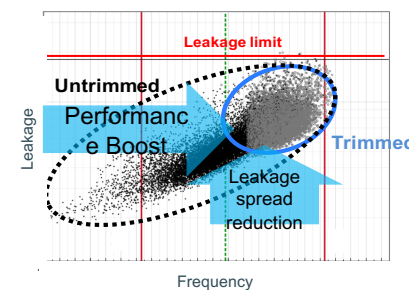 Leakage limit
Untrimmed
Performanc
e Boost
Trimmed
Leakage
spread
reduction
Leakage
Frequency